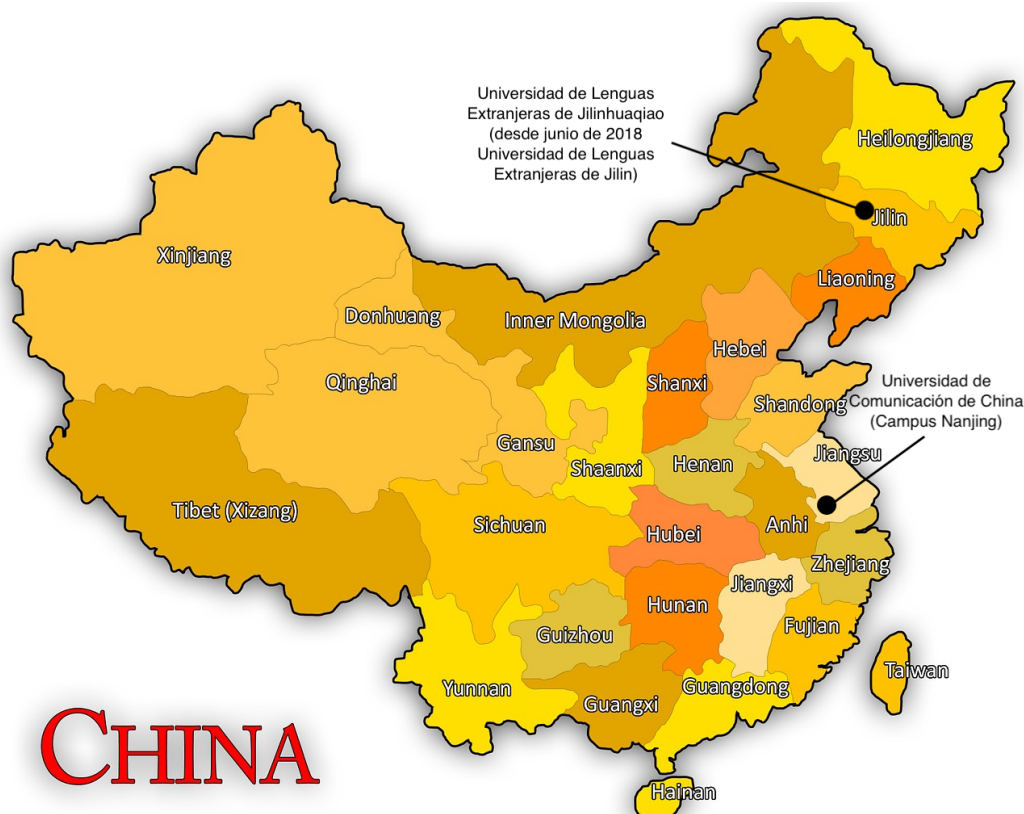 Universidad de Lenguas
Extranjeras de Jilinhuaqiao
(desde junio de 2018
Universidad de Lenguas
Extranjeras de Jilin)
Heilongjiang
Jilin
Xinjiang
Liaoning
Donhuang
Inner Mongolia
Hebei
Qinghai
Shanxi
Universidad de
Comunicación de China
(Campus Nanjing)
Shandong
Gansu
Jiangsu
Shaanxi
Henan
Tibet (Xizang)
Sichuan
Anhi
Hubei
Zhejiang
Jiangxi
Hunan
Fujian
Guizhou
Taiwan
Yunnan
Guangdong
Guangxi
CHINA
Hainan